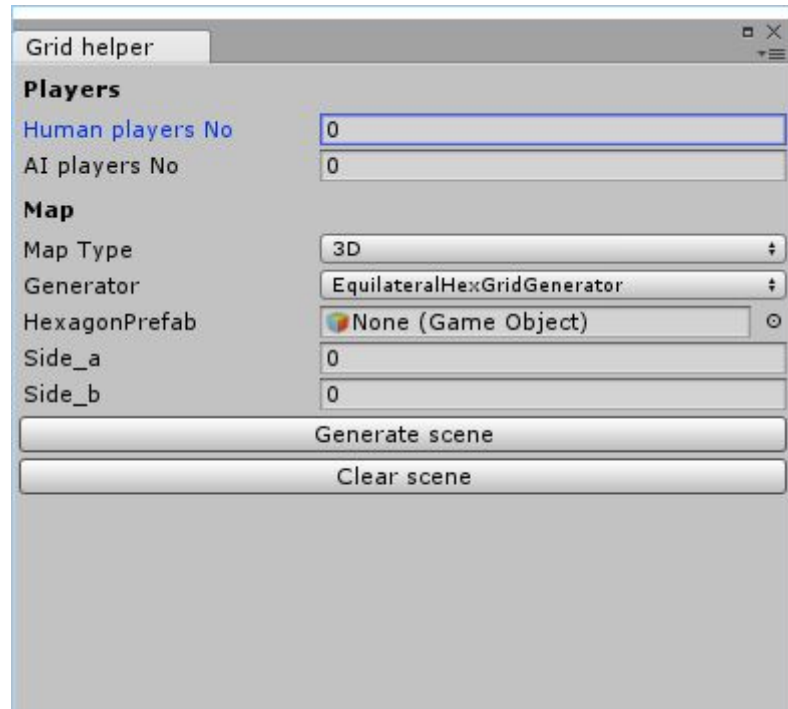 Grid helper
Players
Human players No 0
AI players No 0
Map
Map Type 3D
Generator EquilateralHexGridGenerator
HexagonPrefab None (Game Object)
Side_a 0
Side_b 0
Generate scene
Clear scene